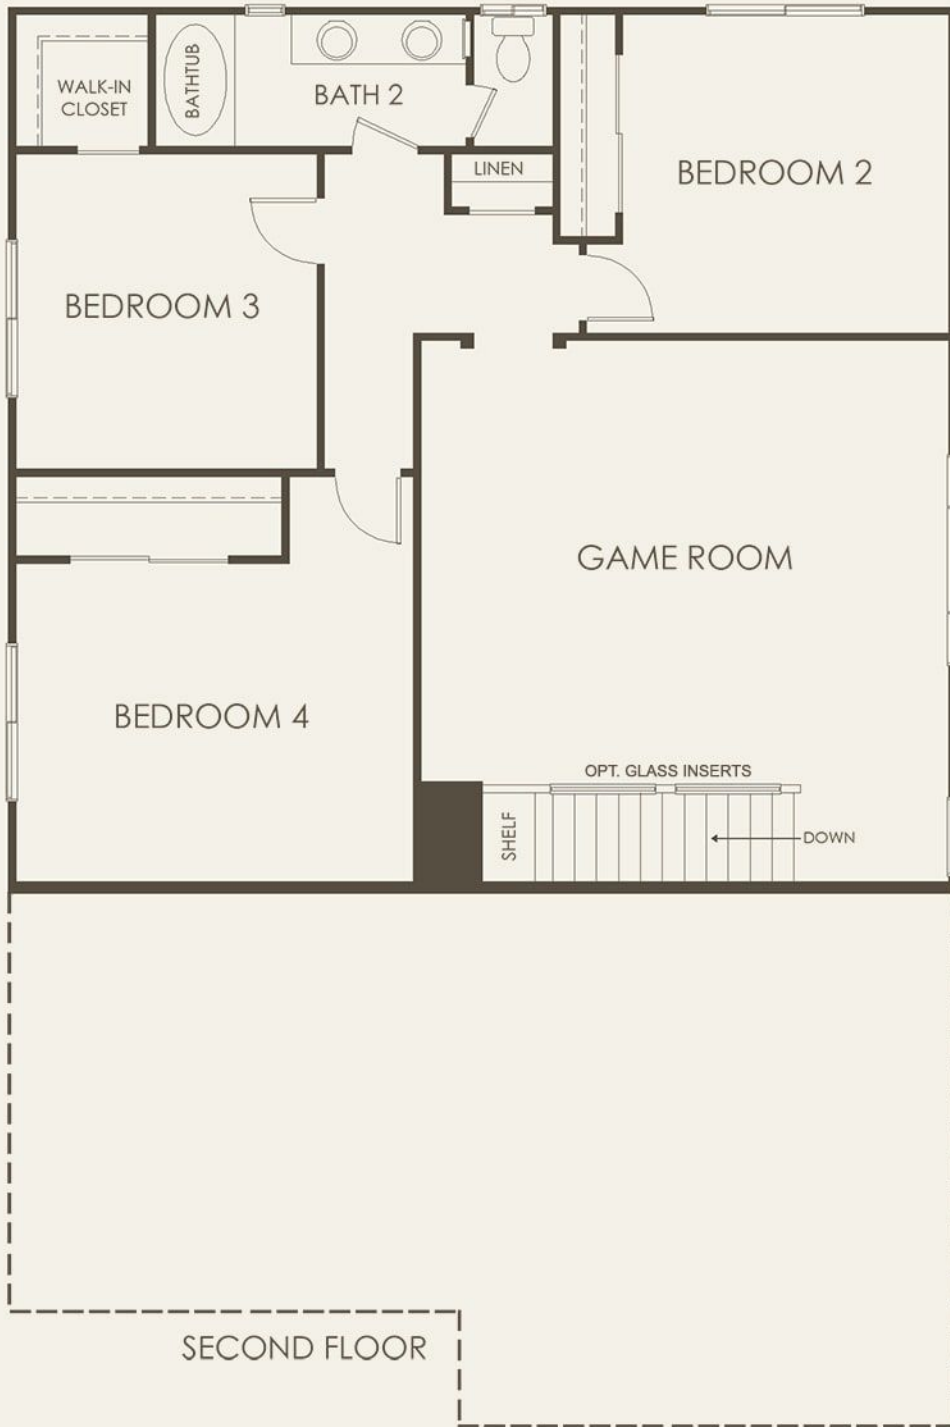 WALK-IN
CLOSET
BATHTUB
BATH 2
LINEN
BEDROOM 2
BEDROOM 3
GAME ROOM
BEDROOM 4
OPT. GLASS INSERTS
SHELF
DOWN
SECOND FLOOR